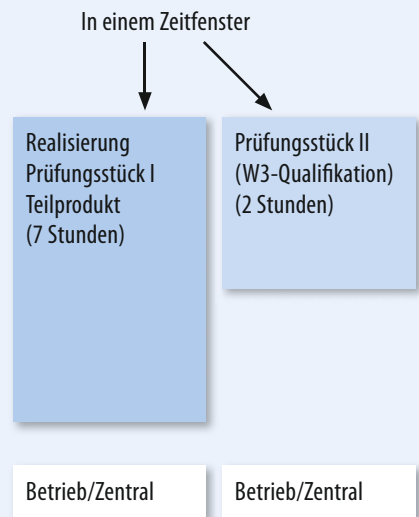 In einem Zeitfenster
Realisierung
Prüfungsstück I
Teilprodukt
(7 Stunden)
Prüfungsstück II
(W3-Qualifikation)
(2 Stunden)
Betrieb/Zentral
Betrieb/Zentral